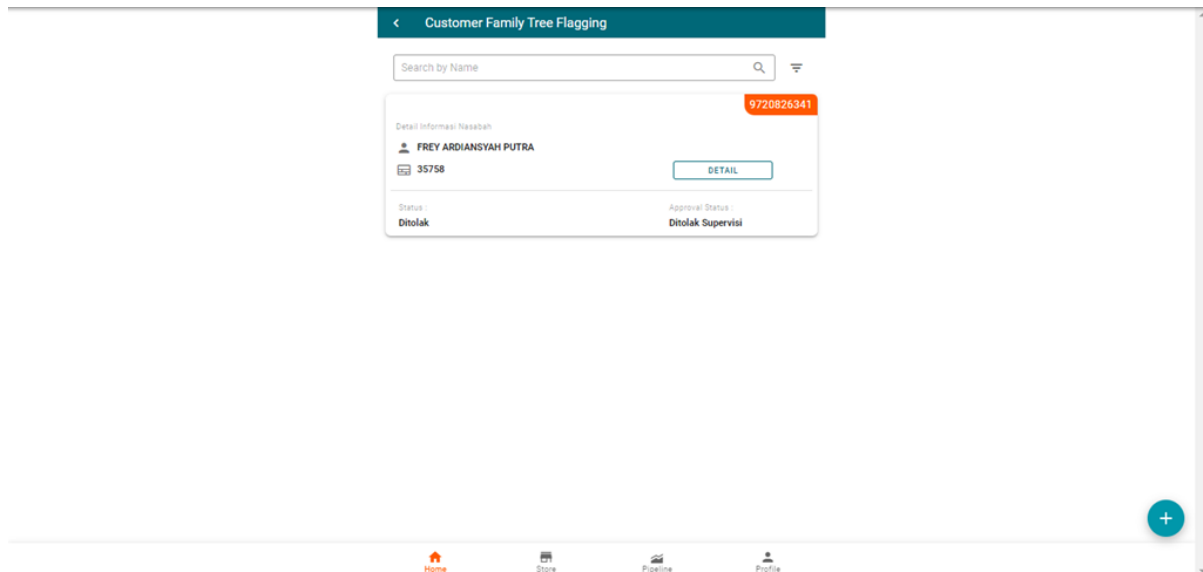 Customer Family Tree Flagging
Search by Name
9720826341
Detail Informasi Nasabah
FREY ARDIANSYAH PUTRA
35758
DETAIL
Status :
Approval Status :
Ditolak
Ditolak Supervisi
Home
Store
Pipeline
Profile